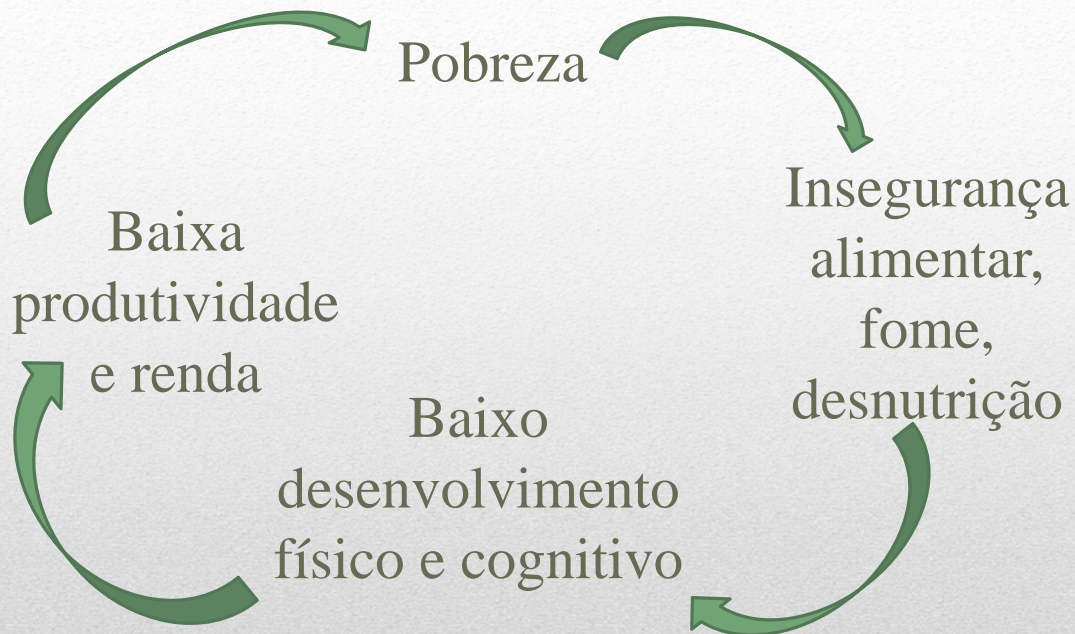 Pobreza
Insegurança
alimentar,
fome,
desnutrição
Baixo
desenvolvimento
físico e cognitivo
Baixa
produtividade
e renda